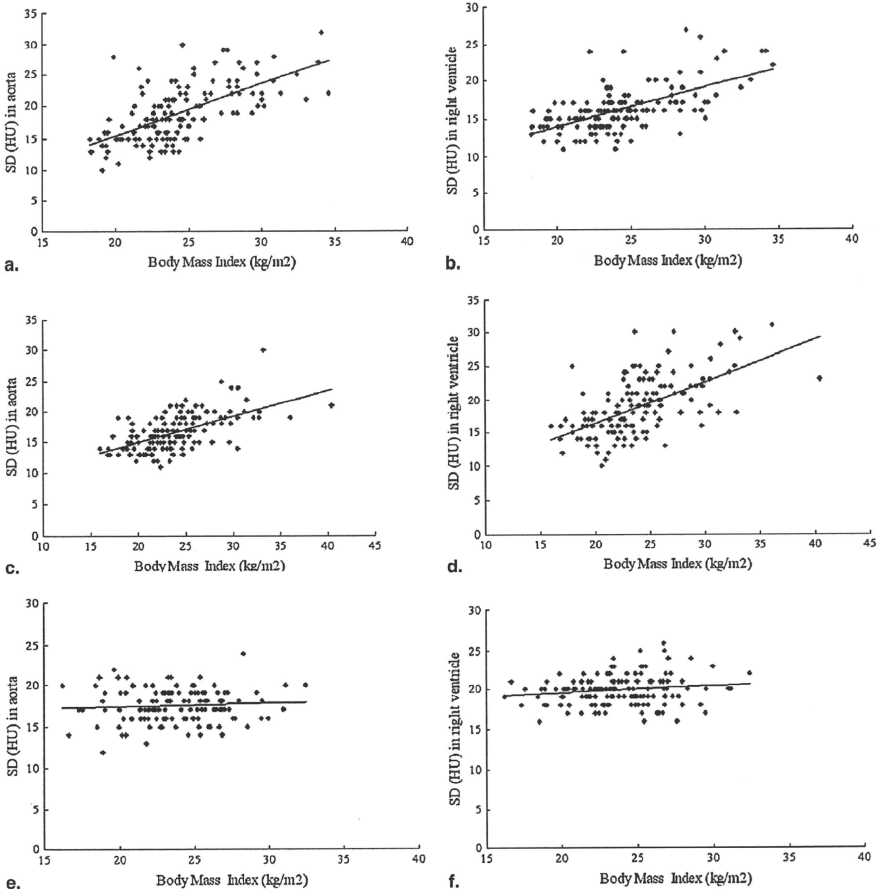 35
30
25
20
15
10
5
0
SD (HU) in aorta
15 20 25 30 35 40
Body Mass Index (kg/m2)
a.
30
25
20
15
10
5
0
SD (HU) in right venricle
15 20 25 30 35 40
Body Mass Index (kg/m2)
b.
35
30
25
20
15
10
5
0
SD (HU) in aorta
10 15 20 25 30 35 40 45
Body Mass Index (kg/m2)
c.
35
30
25
20
15
10
5
0
SD (HU) in right ventricle
10 15 20 25 30 35 40 45
Body Mass Index (kg/m2)
d.
30
25
20
15
10
5
0
SD (HU) in aorta
15 20 25 30 35 40
Body Mass Index (kg/m2)
e.
30
25
20
15
10
5
0
SD (HU) in right ventricle
15 20 25 30 35 40
Body Mass Index (kg/m2)
f.